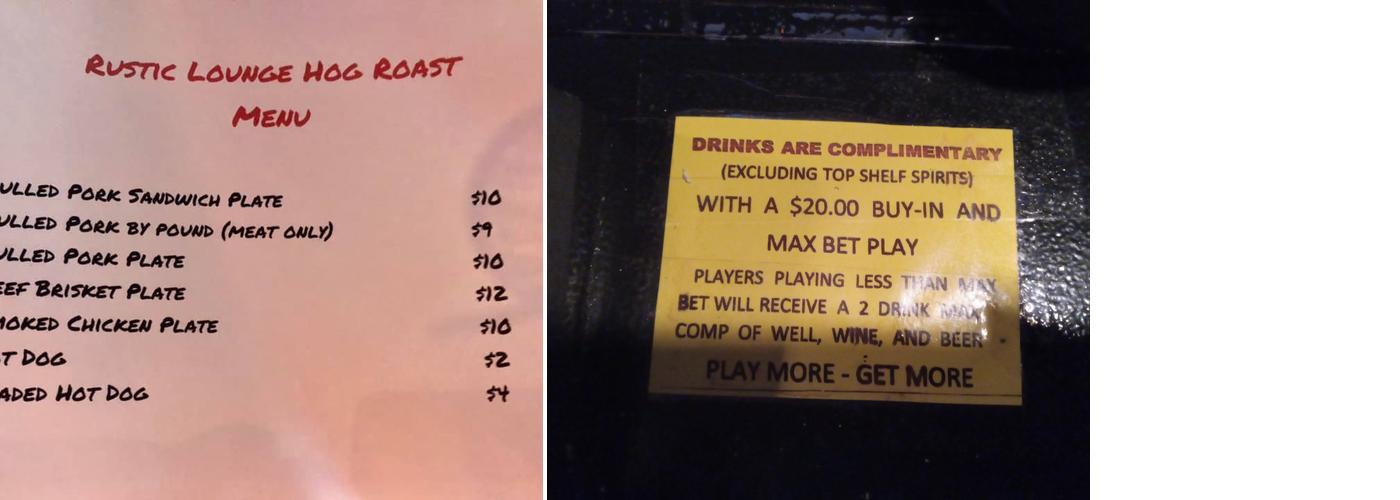 Rustic Lounge Hog Roast
Menu
ulled Pork Sandwich Plate $10
ulled Pork by pound (meat only) $9
ulled Pork Plate $10
eef Brisket Plate $12
moked Chicken Plate $10
t Dog $2
aded Hot Dog $4
DRINKS ARE COMPLIMENTARY
(EXCLUDING TOP SHELF SPIRITS)
WITH A $20.00 BUY-IN AND
MAX BET PLAY
PLAYERS PLAYING LESS THAN MAX
BET WILL RECEIVE A 2 DRINK MAX
COMP OF WELL, WINE, AND BEER
PLAY MORE - GET MORE